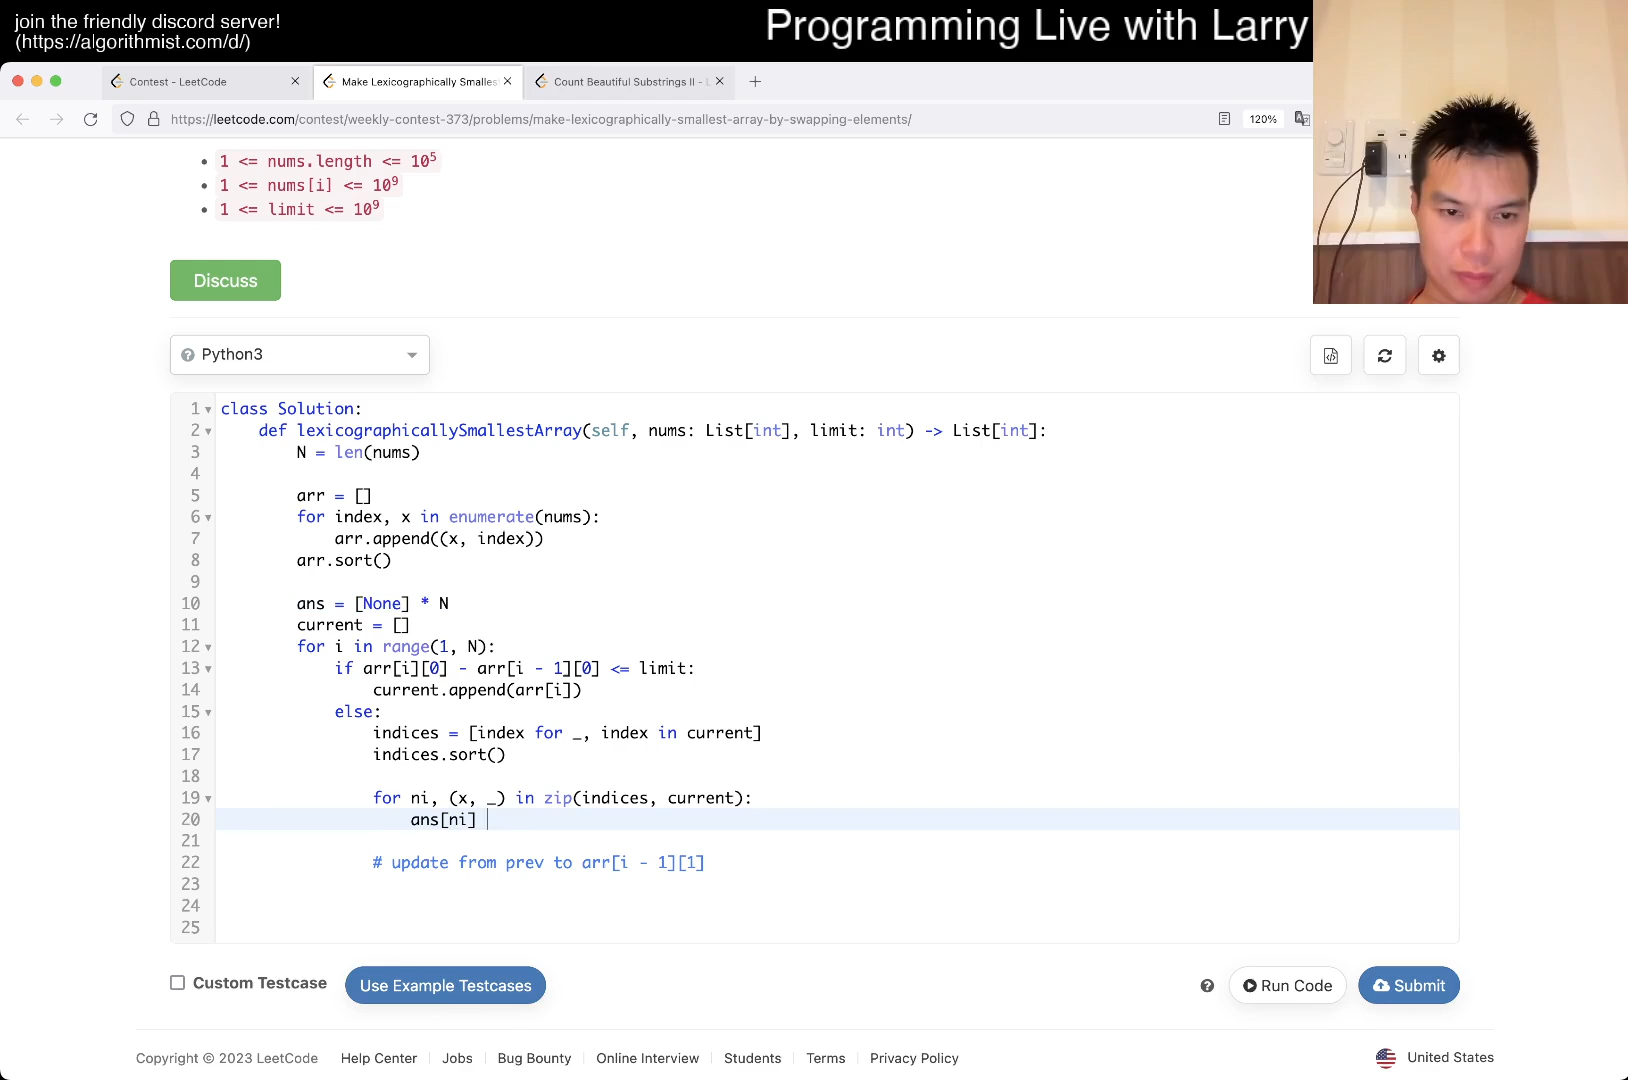 join the friendly discord server!
(https://algorithmist.com/d/)
Programming Live with Larry
Contest - LeetCode
Make Lexicographically Smalles
Count Beautiful Substrings II - L
https://leetcode.com/contest/weekly-contest-373/problems/make-lexicographically-smallest-array-by-swapping-elements/
120%
1 <= nums.length <= 10⁵
1 <= nums[i] <= 10⁹
1 <= limit <= 10⁹
Discuss
Python3
1 class Solution:
2     def lexicographicallySmallestArray(self, nums: List[int], limit: int) -> List[int]:
3         N = len(nums)
4
5         arr = []
6         for index, x in enumerate(nums):
7             arr.append((x, index))
8         arr.sort()
9
10         ans = [None] * N
11         current = []
12         for i in range(1, N):
13             if arr[i][0] - arr[i - 1][0] <= limit:
14                 current.append(arr[i])
15             else:
16                 indices = [index for _, index in current]
17                 indices.sort()
18
19                 for ni, (x, _) in zip(indices, current):
20                     ans[ni]
21
22                 # update from prev to arr[i - 1][1]
23
24
25
Custom Testcase
Use Example Testcases
Run Code
Submit
Copyright © 2023 LeetCode
Help Center
Jobs
Bug Bounty
Online Interview
Students
Terms
Privacy Policy
United States